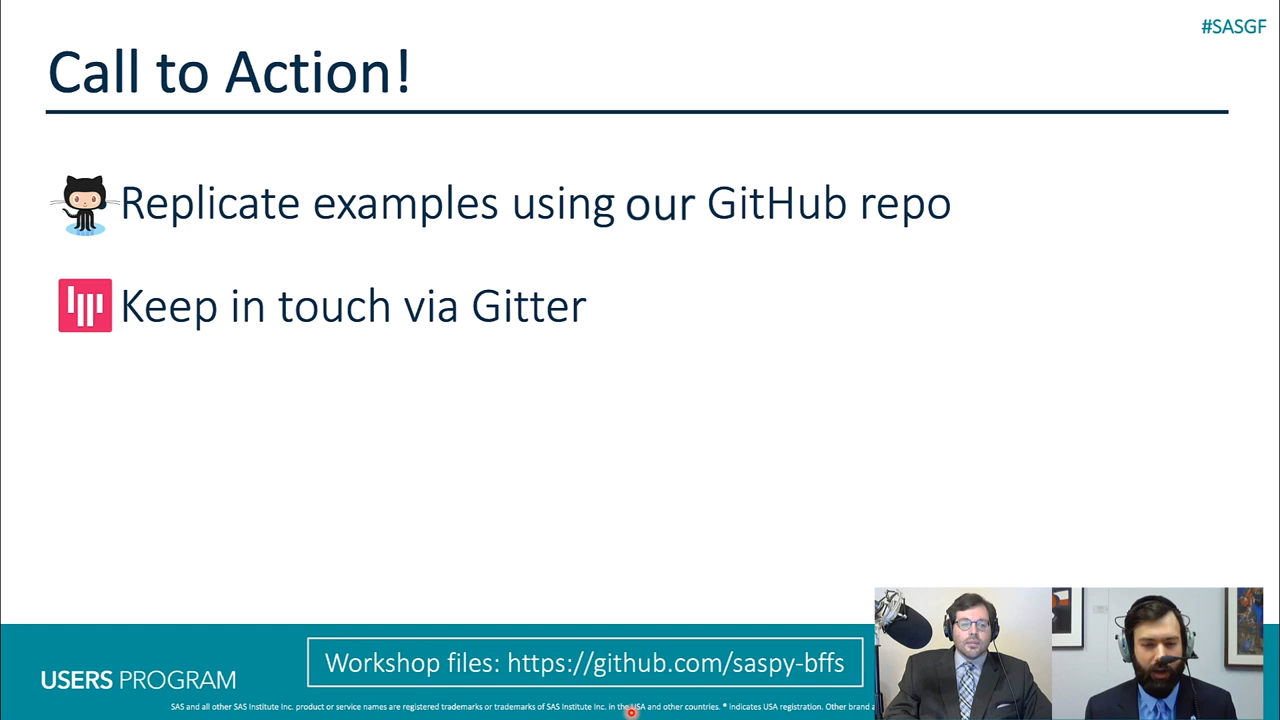 #SASGF
Call to Action!
Replicate examples using our GitHub repo
Keep in touch via Gitter
Workshop files: https://github.com/saspy-bffs
USERS PROGRAM
SAS and all other SAS Institute Inc. product or service names are registered trademarks or trademarks of SAS Institute Inc. in the USA and other countries. ® indicates USA registration. Other brand a